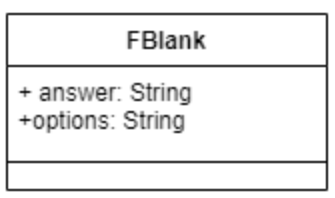 FBlank
+ answer: String
+options: String